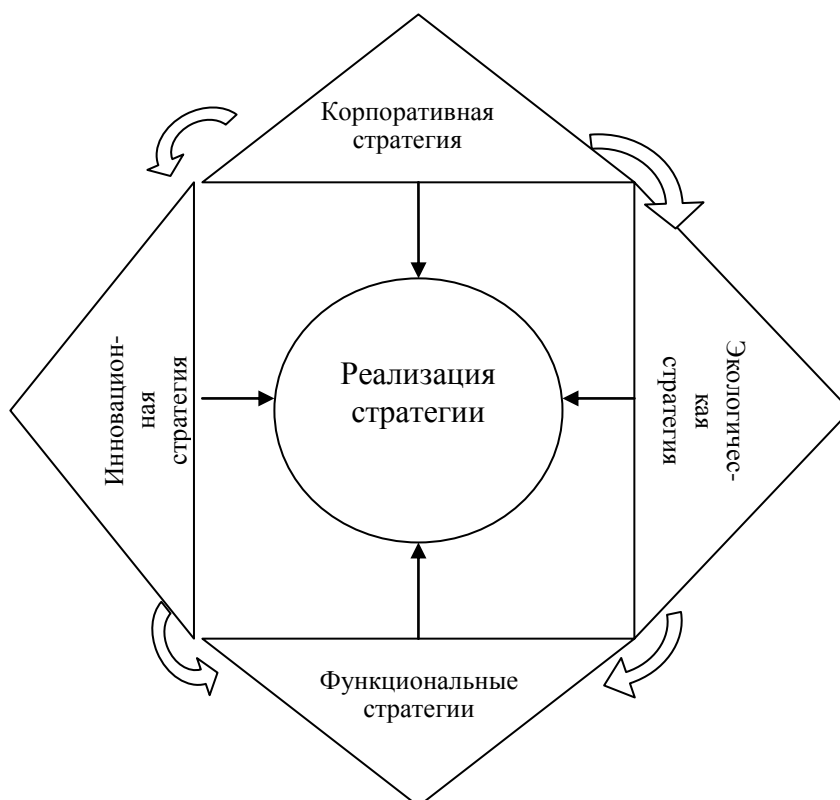 Корпоративная
стратегия
Инновацион-
ная
стратегия
Реализация
стратегии
Экологичес-
кая
стратегия
Функциональные
стратегии